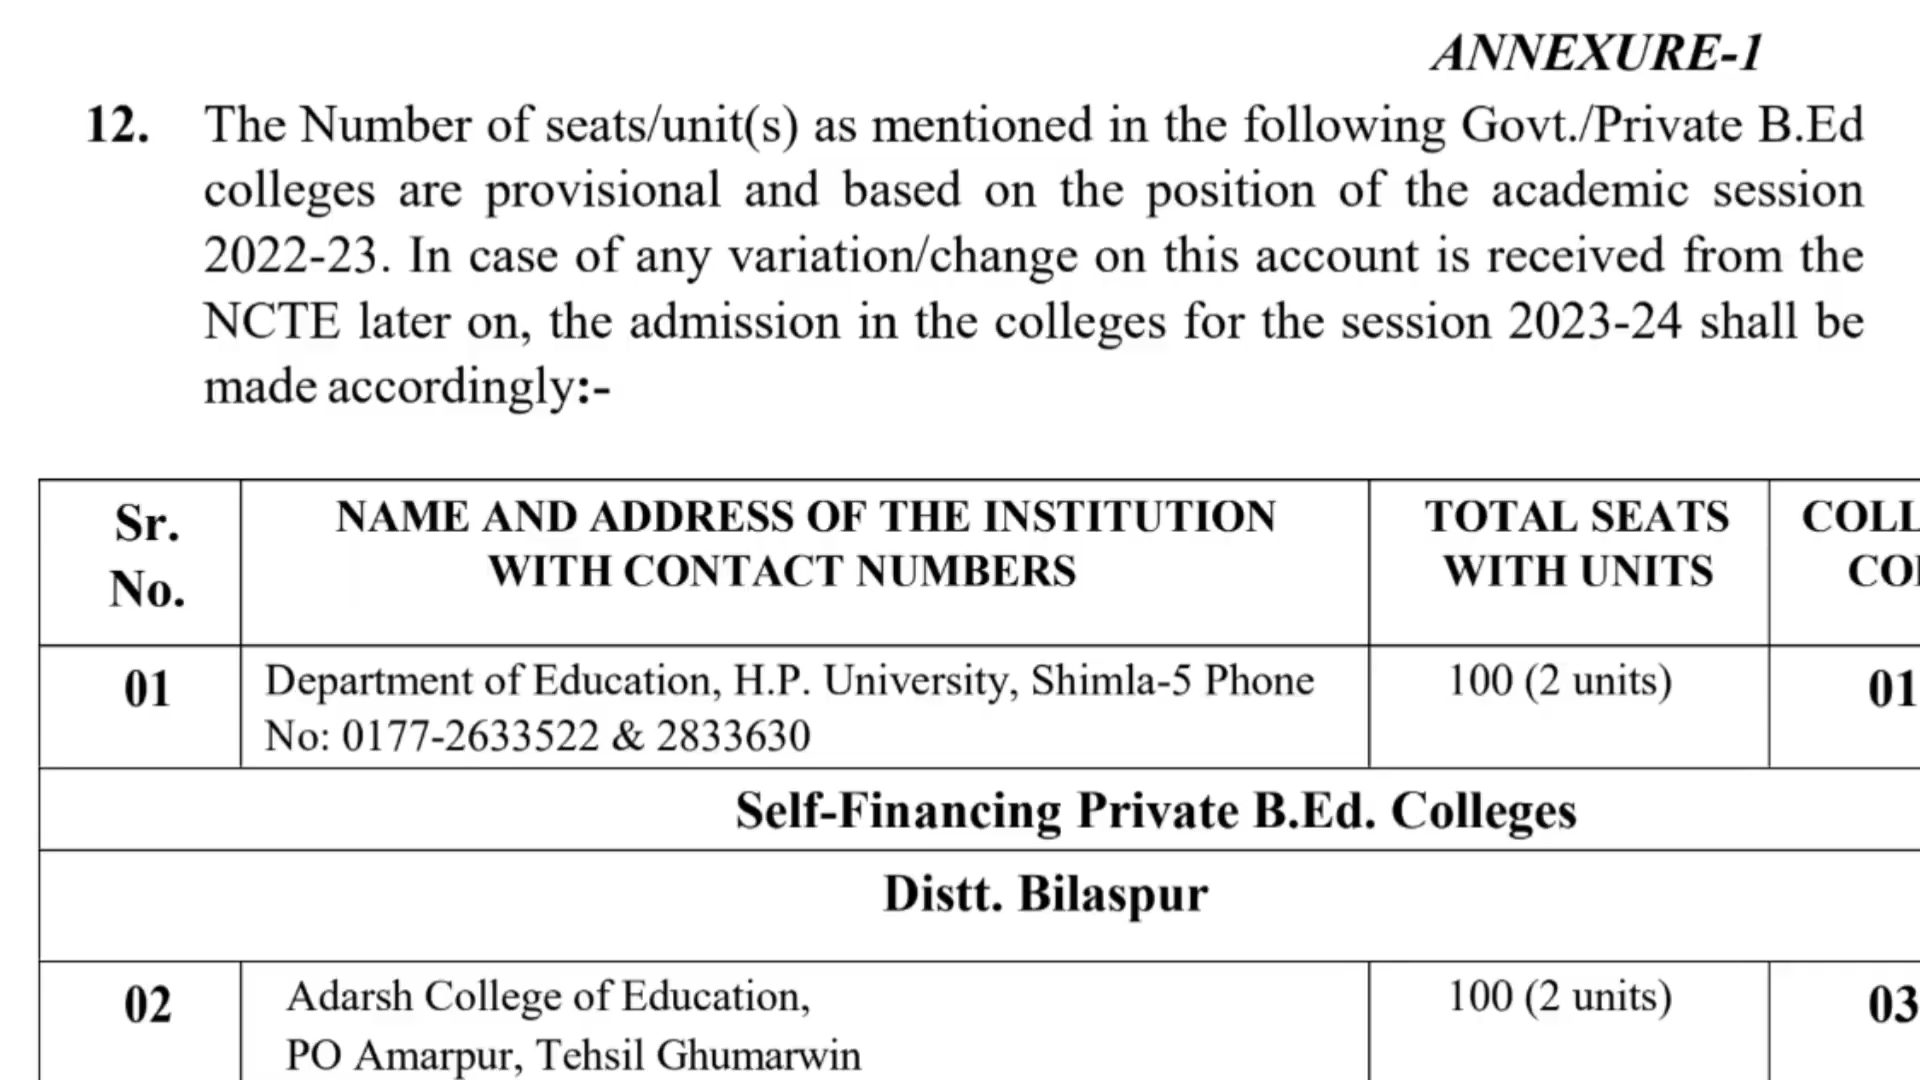 ANNEXURE-1
12. The Number of seats/unit(s) as mentioned in the following Govt./Private B.Ed
colleges are provisional and based on the position of the academic session
2022-23. In case of any variation/change on this account is received from the
NCTE later on, the admission in the colleges for the session 2023-24 shall be
made accordingly:-
Sr.
No.
NAME AND ADDRESS OF THE INSTITUTION
WITH CONTACT NUMBERS
TOTAL SEATS
WITH UNITS
COLL
CO
01
Department of Education, H.P. University, Shimla-5 Phone
No: 0177-2633522 & 2833630
100 (2 units)
01
Self-Financing Private B.Ed. Colleges
Distt. Bilaspur
02
Adarsh College of Education,
PO Amarpur, Tehsil Ghumarwin
100 (2 units)
03